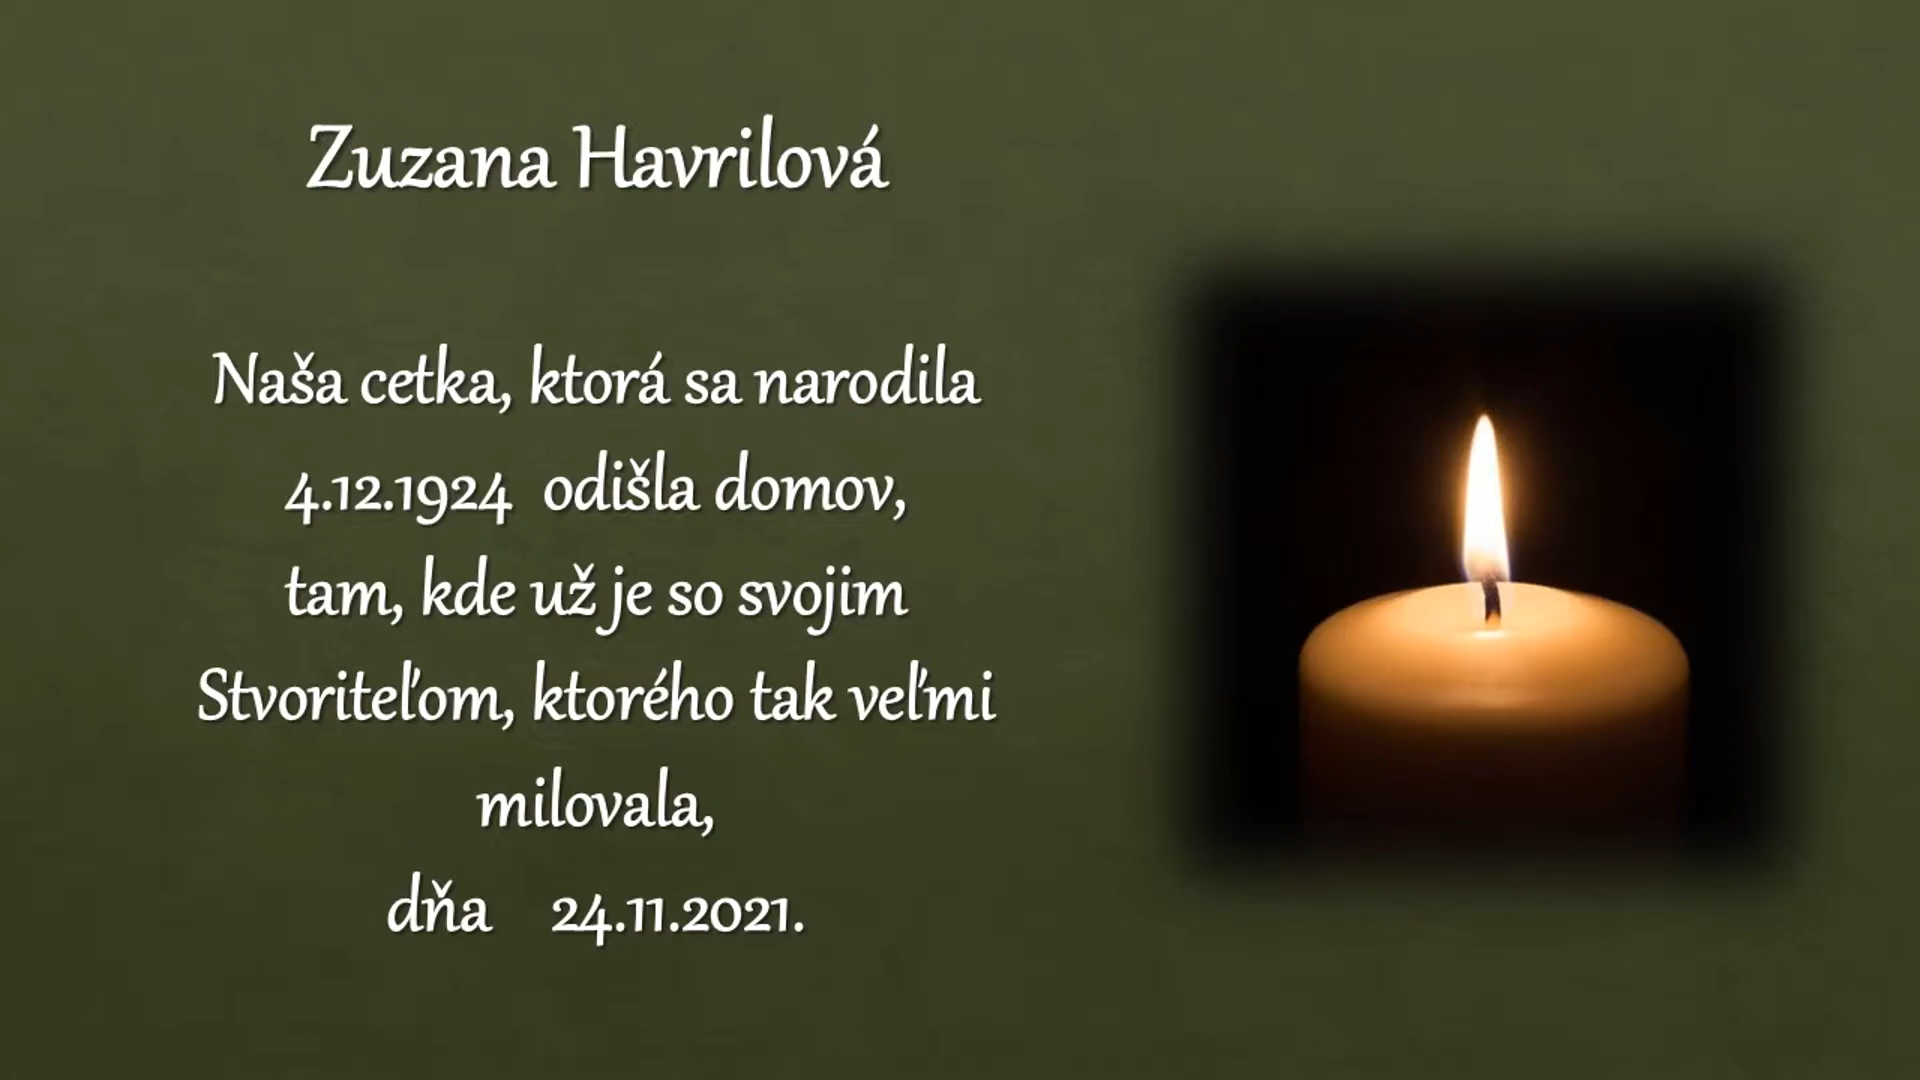 Zuzana Havrilová
Naša cetka, ktorá sa narodila
4.12.1924 odišla domov,
tam, kde už je so svojim
Stvoriteľom, ktorého tak veľmi
milovala,
dňa 24.11.2021.